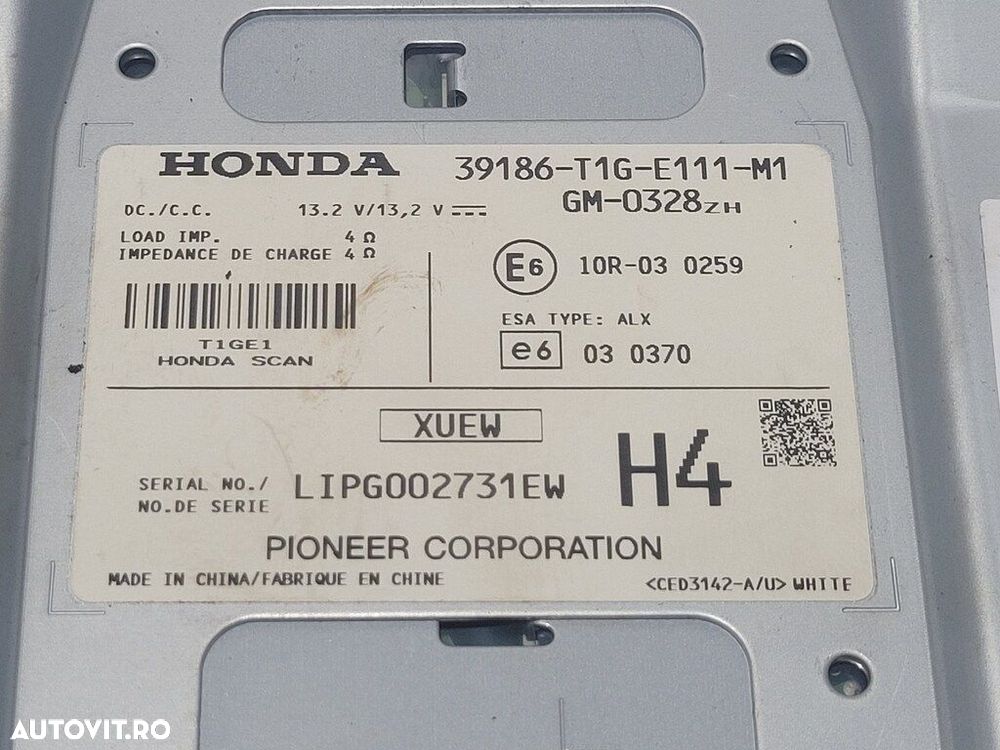 HONDA 39186-T1G-E111-M1
GM-0328ZH
DC./C.C. 13.2 V/13,2 V
LOAD IMP. 4 Ω
IMPEDANCE DE CHARGE 4 Ω
E6 10R-03 0259
ESA TYPE: ALX
e6 03 0370
T1GE1
HONDA SCAN
XUEW
H4
SERIAL NO./
NO.DE SERIE
LIPG002731EW
PIONEER CORPORATION
MADE IN CHINA/FABRIQUE EN CHINE
<CED3142-A/U> WHITE
AUTOVIT.RO